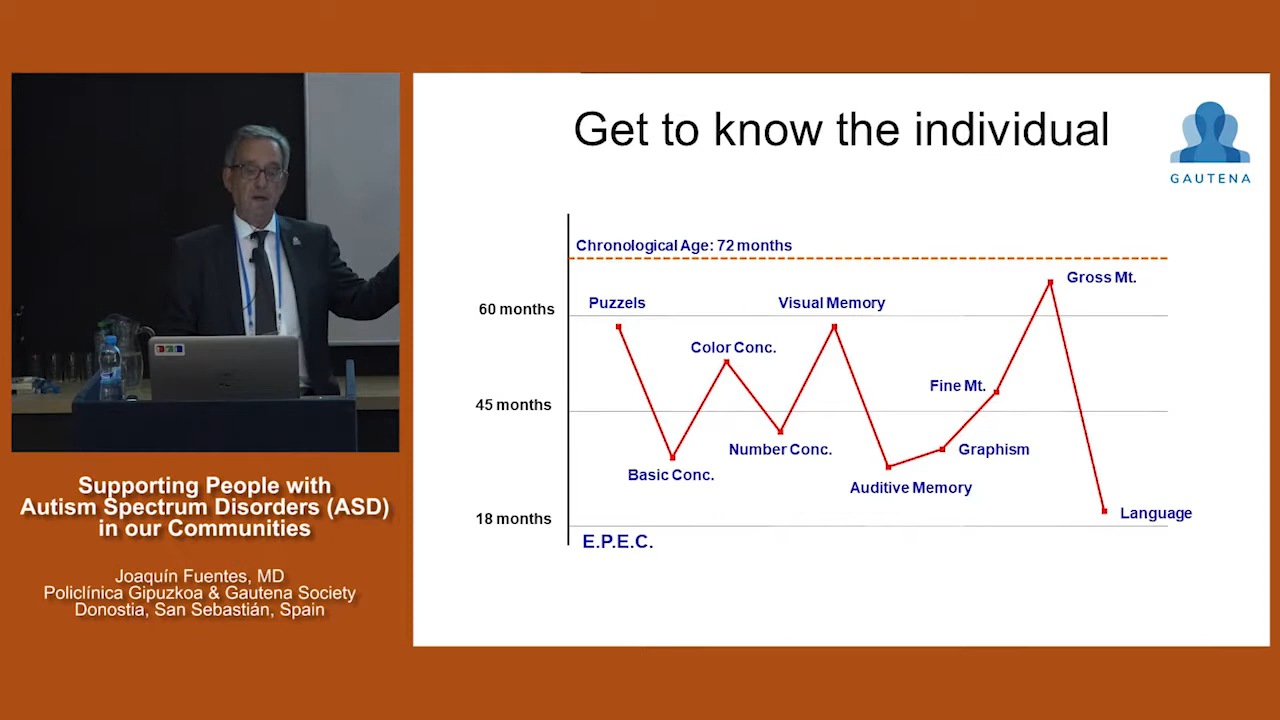 Get to know the individual
GAUTENA
Chronological Age: 72 months
Gross Mt.
60 months
Puzzels
Visual Memory
Color Conc.
Fine Mt.
45 months
Number Conc.
Graphism
Basic Conc.
Auditive Memory
18 months
Language
E.P.E.C.
Supporting People with
Autism Spectrum Disorders (ASD)
in our Communities
Joaquín Fuentes, MD
Policlínica Gipuzkoa & Gautena Society
Donostia, San Sebastián, Spain